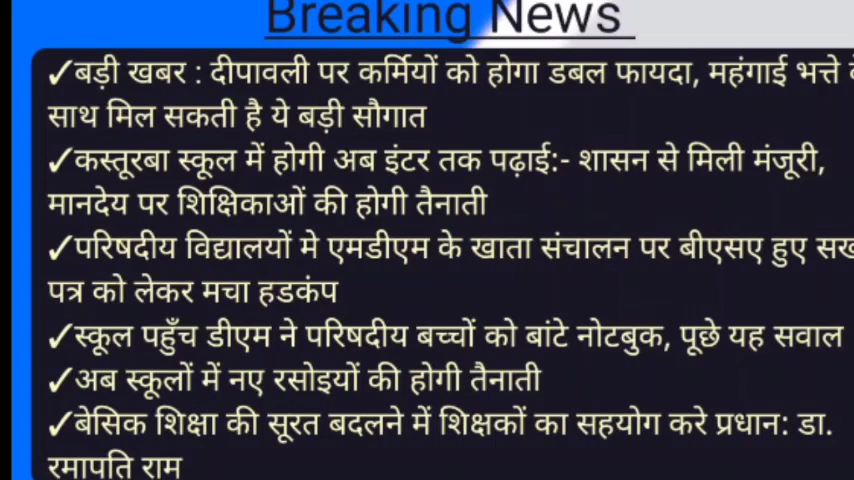 Breaking News
✓बड़ी खबर : दीपावली पर कर्मियों को होगा डबल फायदा, महंगाई भत्ते
साथ मिल सकती है ये बड़ी सौगात
✓कस्तूरबा स्कूल में होगी अब इंटर तक पढ़ाई:- शासन से मिली मंजूरी,
मानदेय पर शिक्षिकाओं की होगी तैनाती
✓परिषदीय विद्यालयों मे एमडीएम के खाता संचालन पर बीएसए हुए
पत्र को लेकर मचा हडकंप
✓स्कूल पहुँच डीएम ने परिषदीय बच्चों को बांटे नोटबुक, पूछे यह सवाल
✓अब स्कूलों में नए रसोइयों की होगी तैनाती
✓बेसिक शिक्षा की सूरत बदलने में शिक्षकों का सहयोग करे प्रधान: डा.
रमापति राम